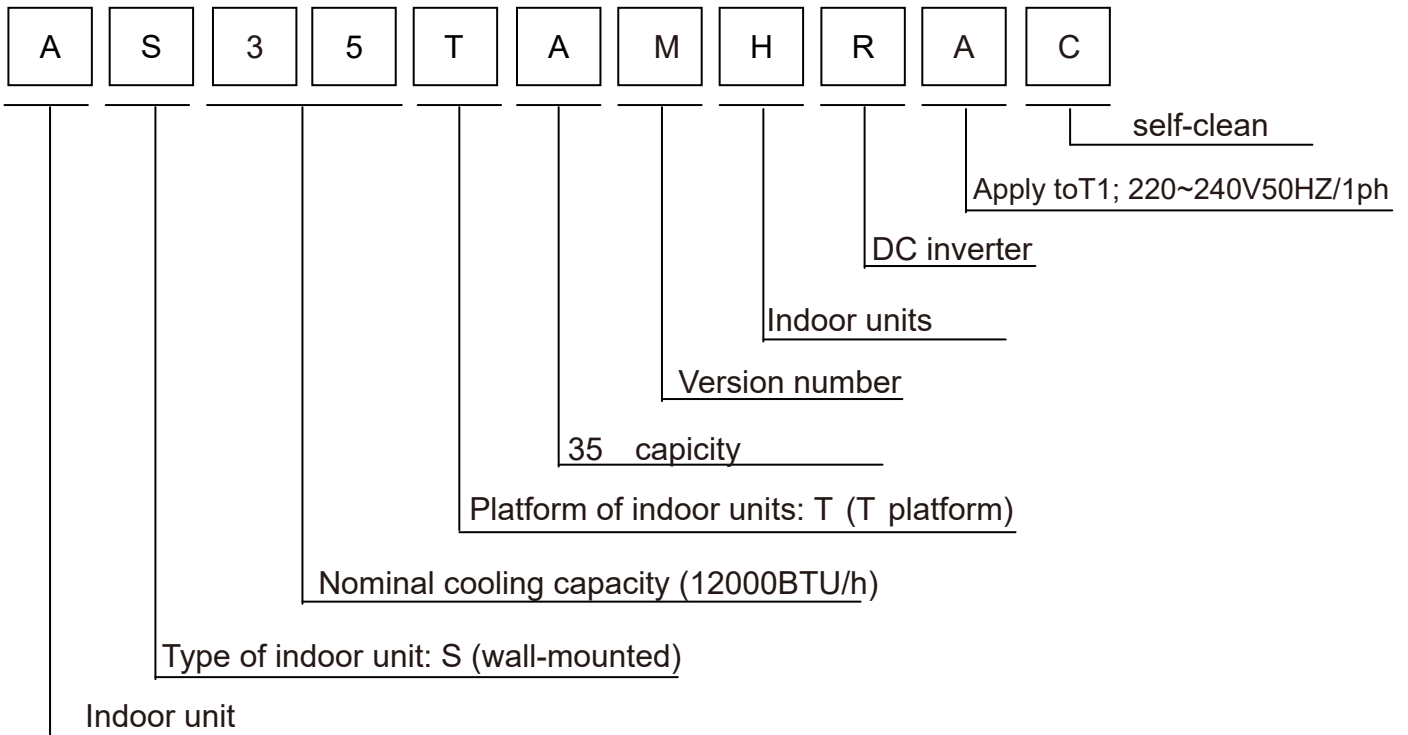 A S 3 5 T A M H R A C
self-clean
Apply toT1; 220~240V50HZ/1ph
DC inverter
Indoor units
Version number
35 capicity
Platform of indoor units: T (T platform)
Nominal cooling capacity (12000BTU/h)
Type of indoor unit: S (wall-mounted)
Indoor unit